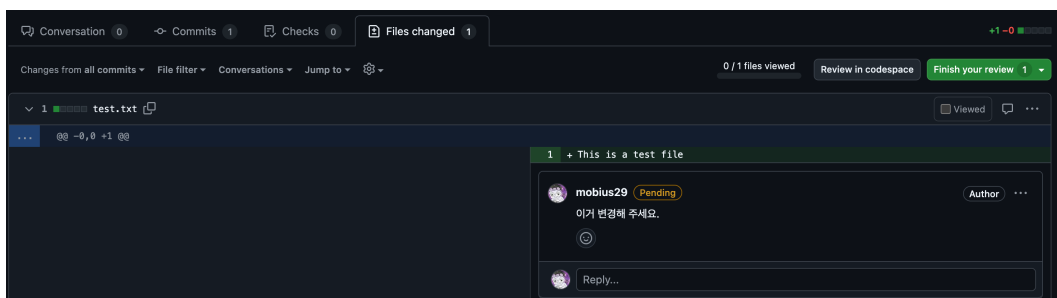 Conversation 0 Commits 1 Checks 0 Files changed 1 +1 −0
Changes from all commits File filter Conversations Jump to 0 / 1 files viewed Review in codespace Finish your review 1
1 test.txt Viewed
... @@ -0,0 +1 @@
1 + This is a test file
mobius29 Pending Author
이거 변경해 주세요.
Reply...